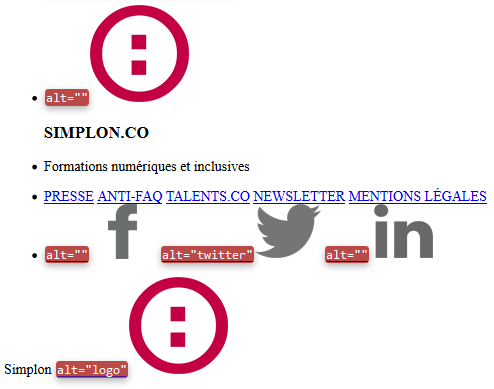 alt=""
SIMPLON.CO
Formations numériques et inclusives
PRESSE ANTI-FAQ TALENTS.CO NEWSLETTER MENTIONS LÉGALES
alt="" f alt="twitter" alt="" in
Simplon alt="logo"